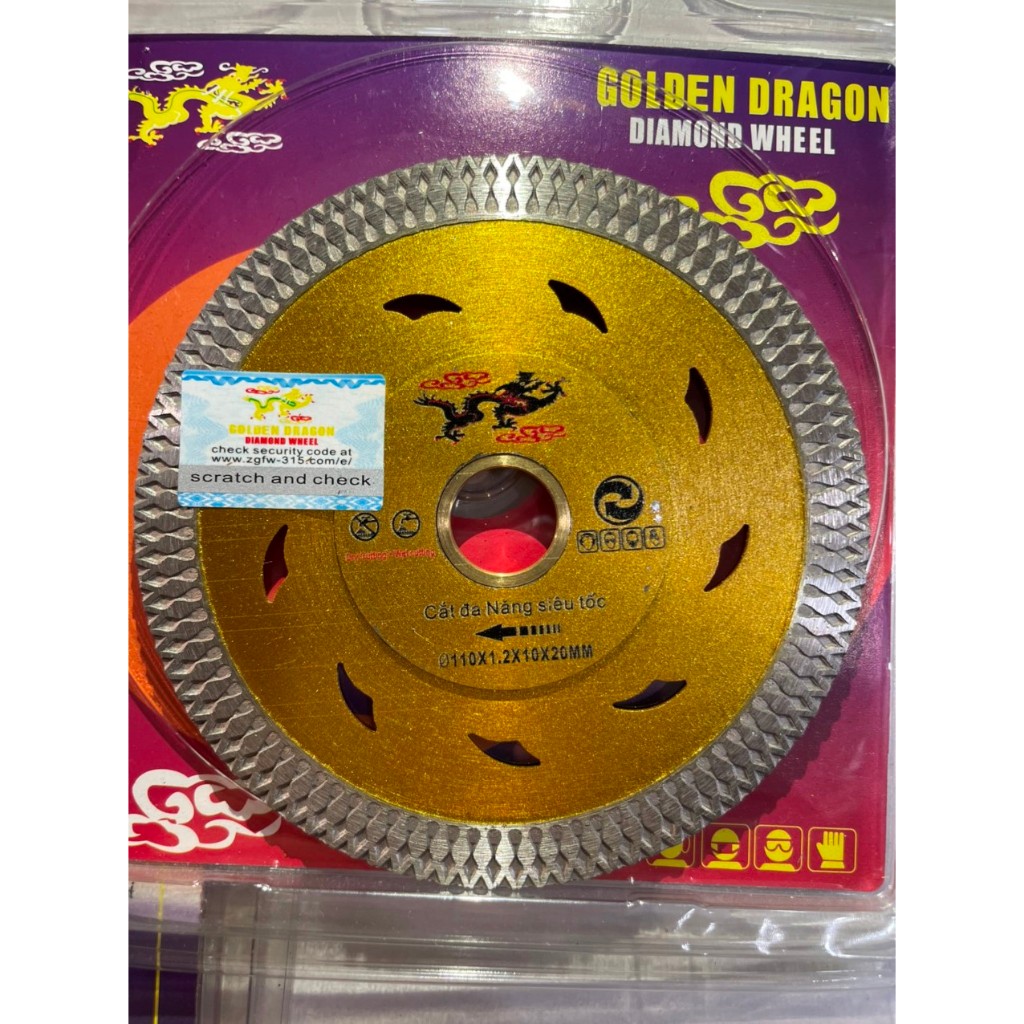 GOLDEN DRAGON
DIAMOND WHEEL
GOLDEN DRAGON
DIAMOND WHEEL
check security code at
www.zgfw-315.com/e/
scratch and check
Cắt đa Năng siêu tốc
Ø110X1.2X10X20MM